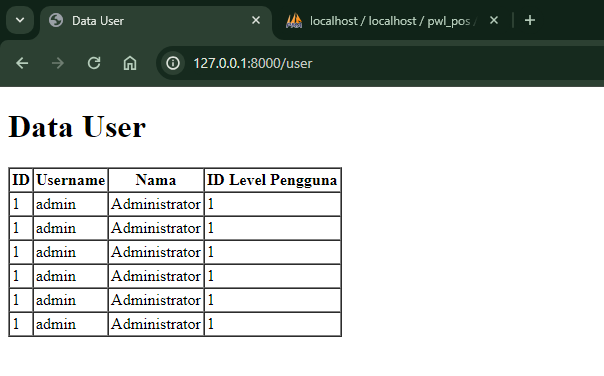 Data User
localhost / localhost / pwl_pos /
127.0.0.1:8000/user
Data User
ID Username Nama ID Level Pengguna
1 admin Administrator 1
1 admin Administrator 1
1 admin Administrator 1
1 admin Administrator 1
1 admin Administrator 1
1 admin Administrator 1